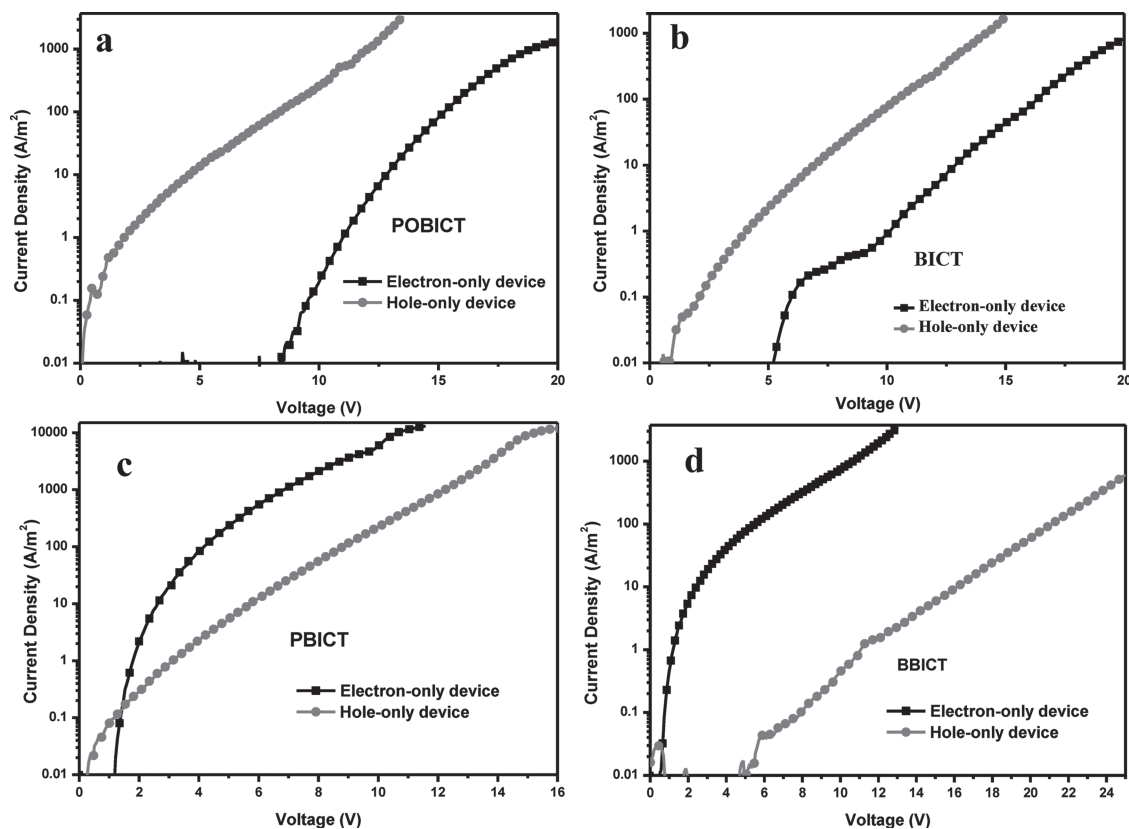 a
1000
100
10
1
0.1
0.01
Current Density (A/m²)
POBICT
Electron-only device
Hole-only device
0 5 10 15 20
Voltage (V)
b
1000
100
10
1
0.1
0.01
Current Density (A/m²)
BICT
Electron-only device
Hole-only device
0 5 10 15 20
Voltage (V)
c
10000
1000
100
10
1
0.1
0.01
Current Density (A/m²)
PBICT
Electron-only device
Hole-only device
0 2 4 6 8 10 12 14 16
Voltage (V)
d
1000
100
10
1
0.1
0.01
Current Density (A/m²)
BBICT
Electron-only device
Hole-only device
0 2 4 6 8 10 12 14 16 18 20 22 24
Voltage (V)